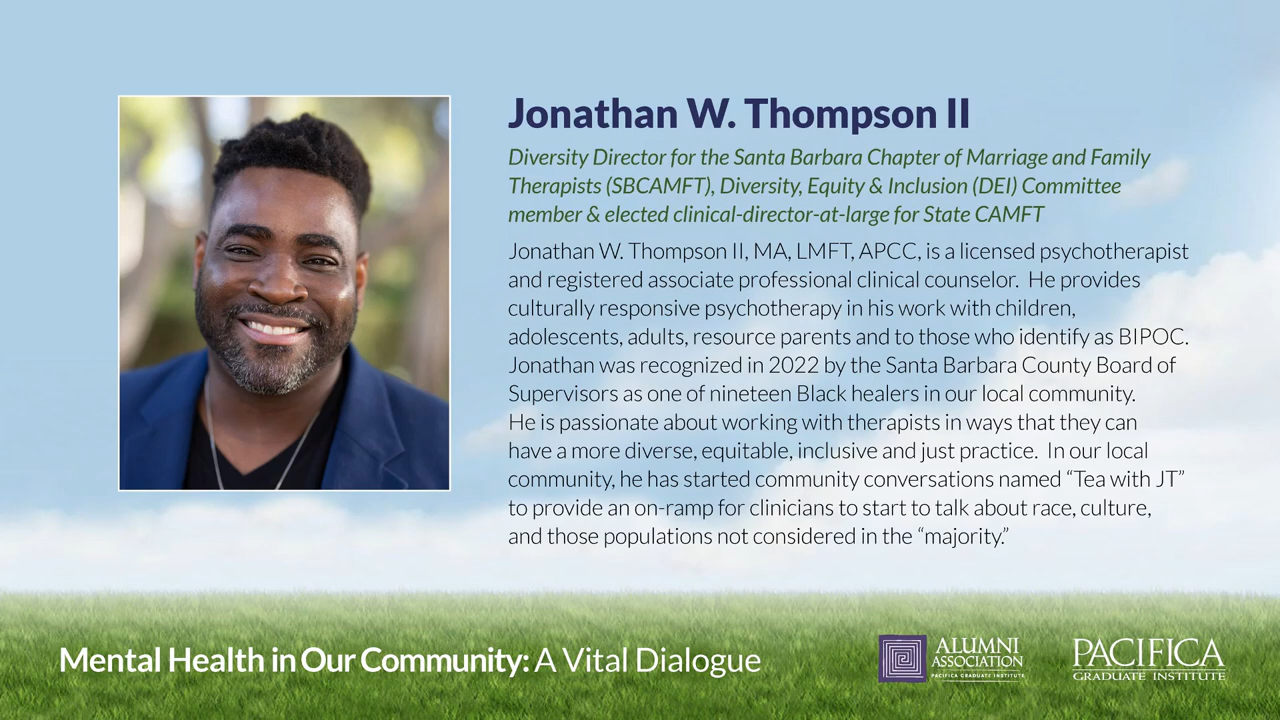 Jonathan W. Thompson II
Diversity Director for the Santa Barbara Chapter of Marriage and Family
Therapists (SBCAMFT), Diversity, Equity & Inclusion (DEI) Committee
member & elected clinical-director-at-large for State CAMFT
Jonathan W. Thompson II, MA, LMFT, APCC, is a licensed psychotherapist
and registered associate professional clinical counselor.  He provides
culturally responsive psychotherapy in his work with children,
adolescents, adults, resource parents and to those who identify as BIPOC.
Jonathan was recognized in 2022 by the Santa Barbara County Board of
Supervisors as one of nineteen Black healers in our local community.
He is passionate about working with therapists in ways that they can
have a more diverse, equitable, inclusive and just practice.  In our local
community, he has started community conversations named “Tea with JT”
to provide an on-ramp for clinicians to start to talk about race, culture,
and those populations not considered in the “majority.”
Mental Health in Our Community: A Vital Dialogue
ALUMNI
ASSOCIATION
PACIFICA GRADUATE INSTITUTE
PACIFICA
GRADUATE INSTITUTE